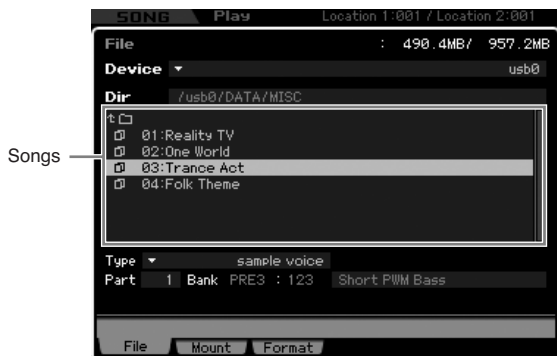 SONG Play Location 1:001 / Location 2:001
File : 490.4MB/ 957.2MB
Device usb0
Dir /usb0/DATA/MISC
01:Reality TV
02:One World
Songs
03:Trance Act
04:Folk Theme
Type sample voice
Part 1 Bank PRE3 : 123 Short PWM Bass
File Mount Format